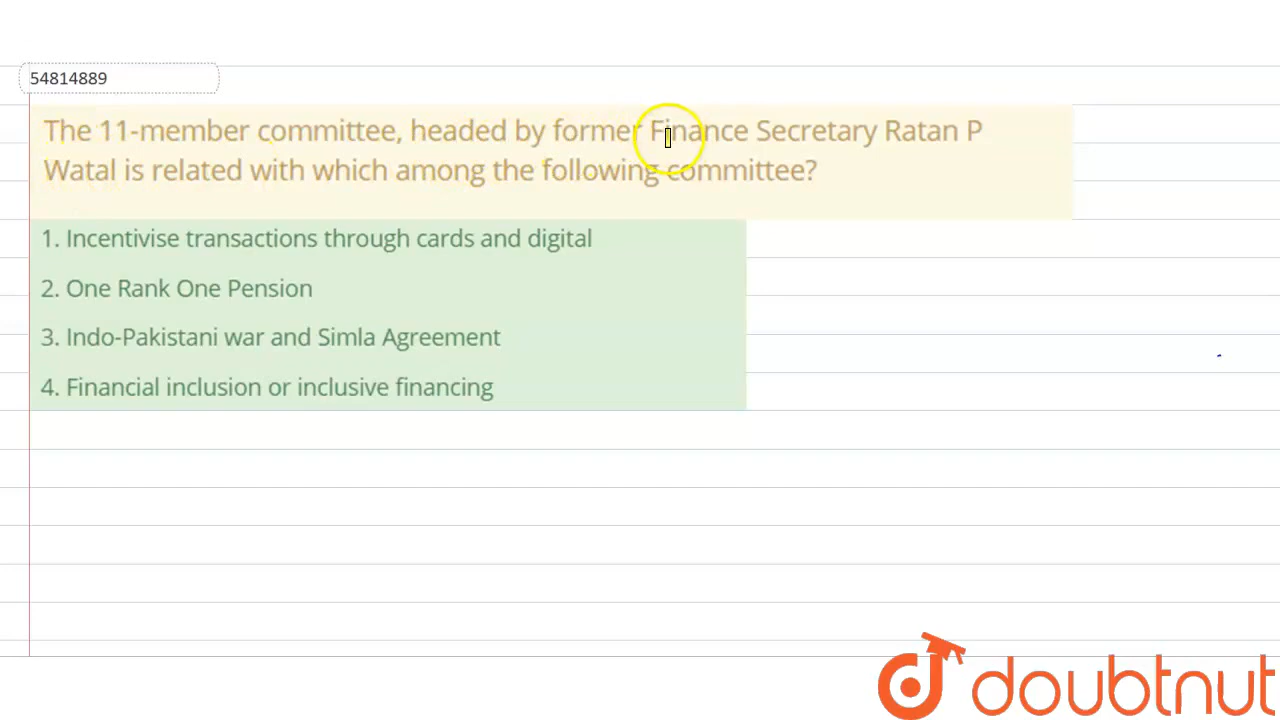 54814889
The 11-member committee, headed by former Finance Secretary Ratan P
Watal is related with which among the following committee?
1. Incentivise transactions through cards and digital
2. One Rank One Pension
3. Indo-Pakistani war and Simla Agreement
4. Financial inclusion or inclusive financing
doubtnut